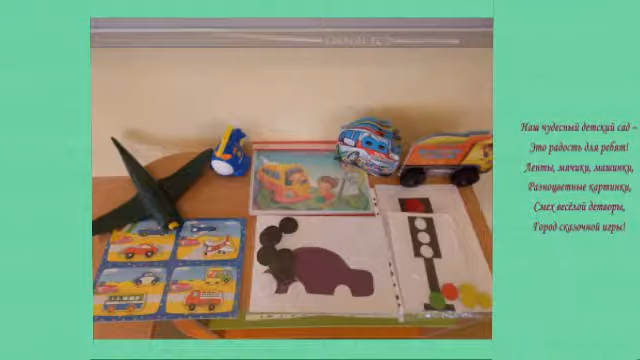 Наш чудесный детский сад –
Это радость для ребят!
Ленты, мячики, машинки,
Разноцветные картинки,
Смех весёлой детворы,
Город сказочной игры!